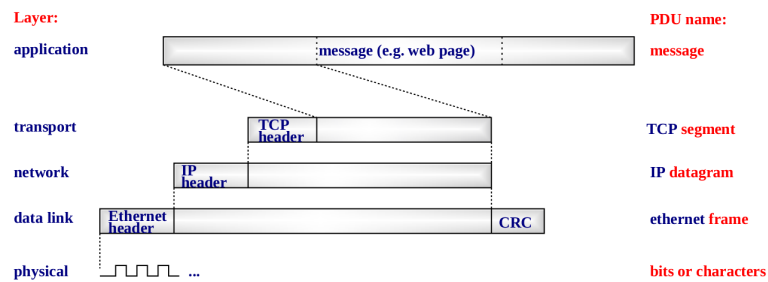 Layer:
PDU name:
application
message (e.g. web page)
message
transport
TCP
header
TCP segment
network
IP
header
IP datagram
data link
Ethernet
header
CRC
ethernet frame
physical
...
bits or characters